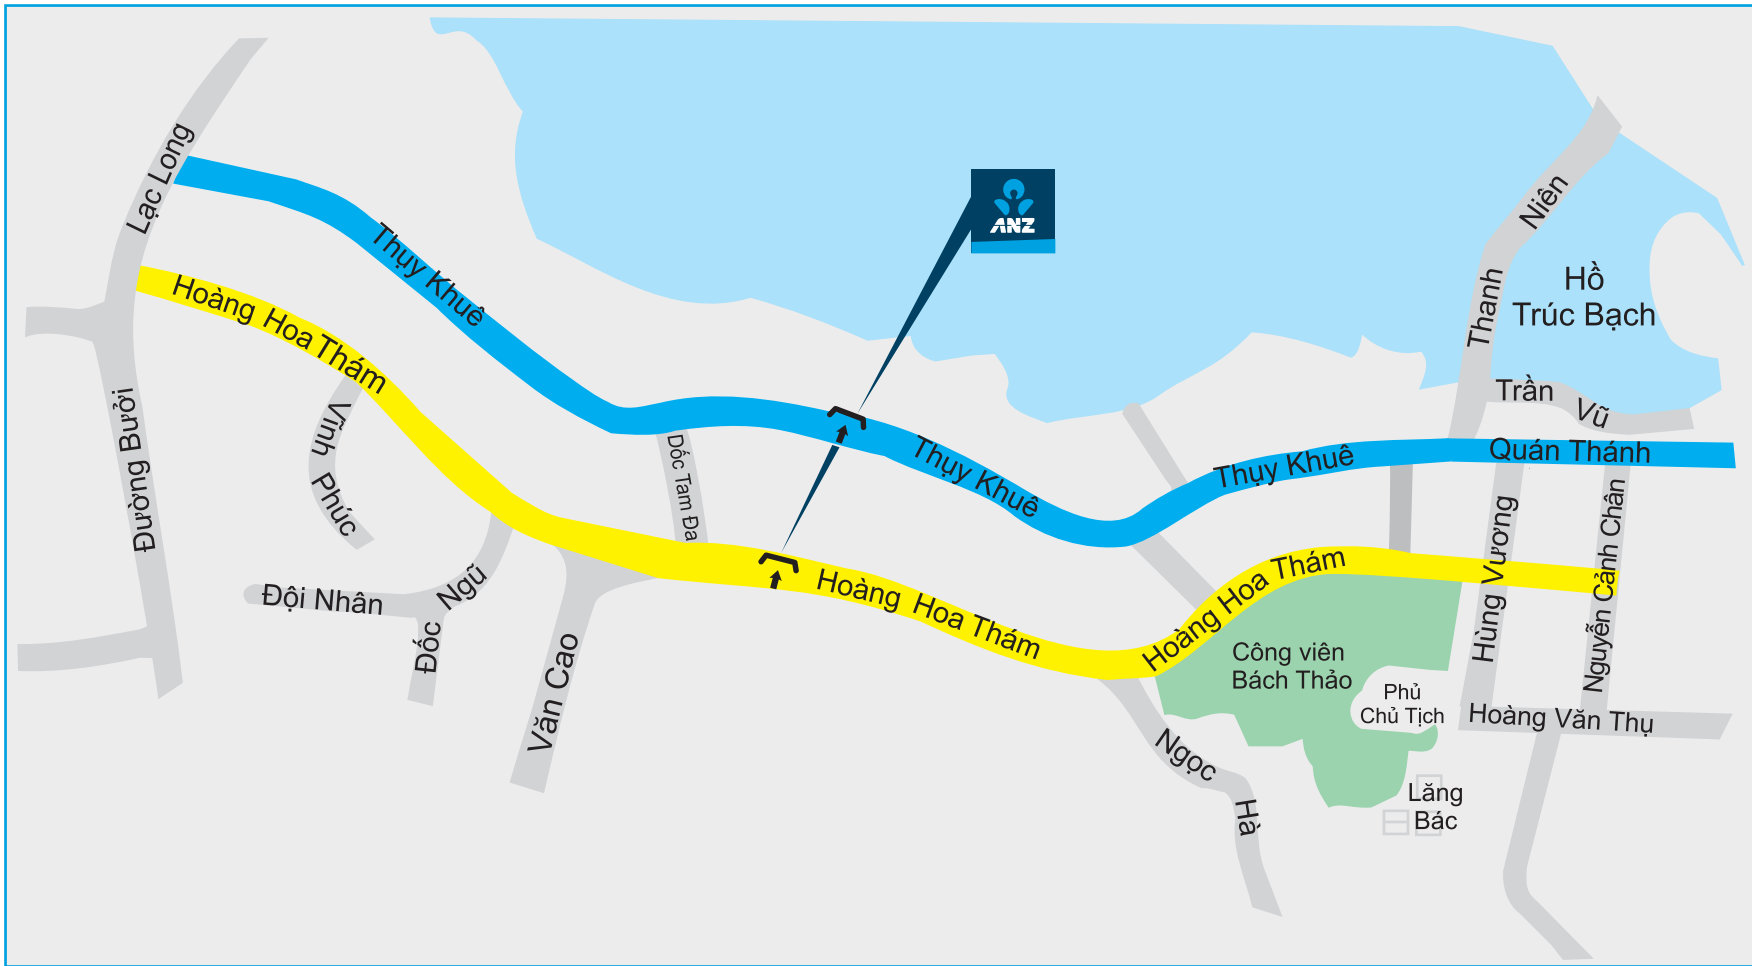 Lạc Long
ANZ
Niên
Thanh
Hồ
Trúc Bạch
Thụy Khuê
Hoàng Hoa Thám
Trần Vũ
Đường Bưởi
Vĩnh Phúc
Dốc Tam Đa
Thụy Khuê
Thụy Khuê
Quán Thánh
Đội Nhân
Đốc Ngũ
Văn Cao
Hoàng Hoa Thám
Hoàng Hoa Thám
Hùng Vương
Nguyễn Cảnh Chân
Công viên
Bách Thảo
Phủ
Chủ Tịch
Hoàng Văn Thụ
Ngọc Hà
Lăng
Bác